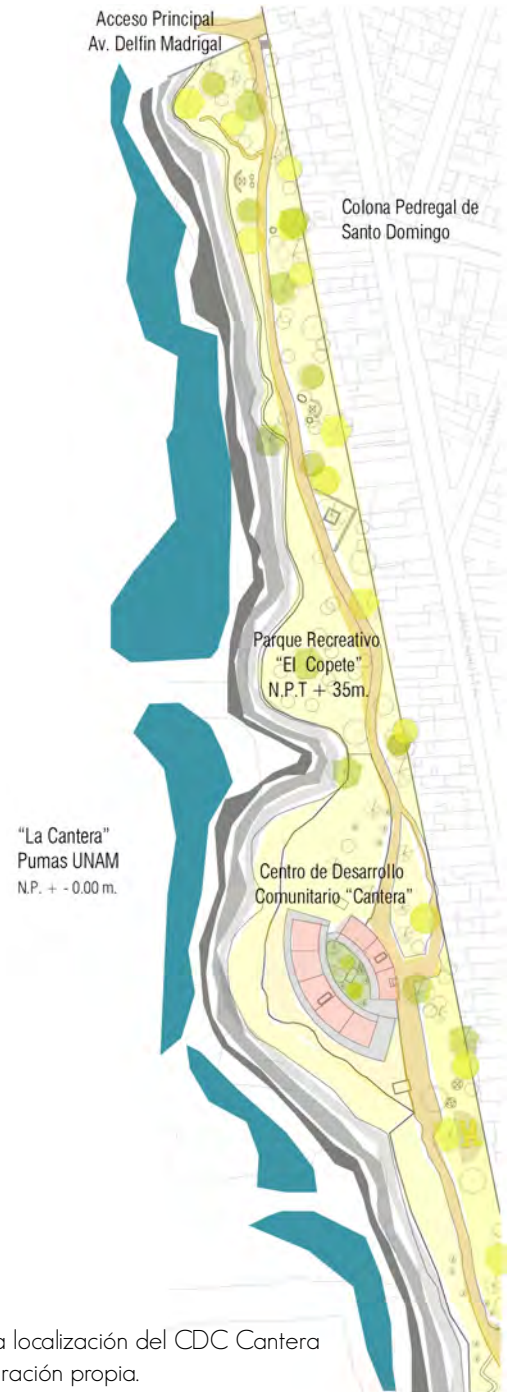 Acceso Principal
Av. Delfin Madrigal
Colona Pedregal de
Santo Domingo
Parque Recreativo
“El Copete”
N.P.T + 35m.
“La Cantera”
Pumas UNAM
N.P. + - 0.00 m.
Centro de Desarrollo
Comunitario “Cantera”
a localización del CDC Cantera
ración propia.